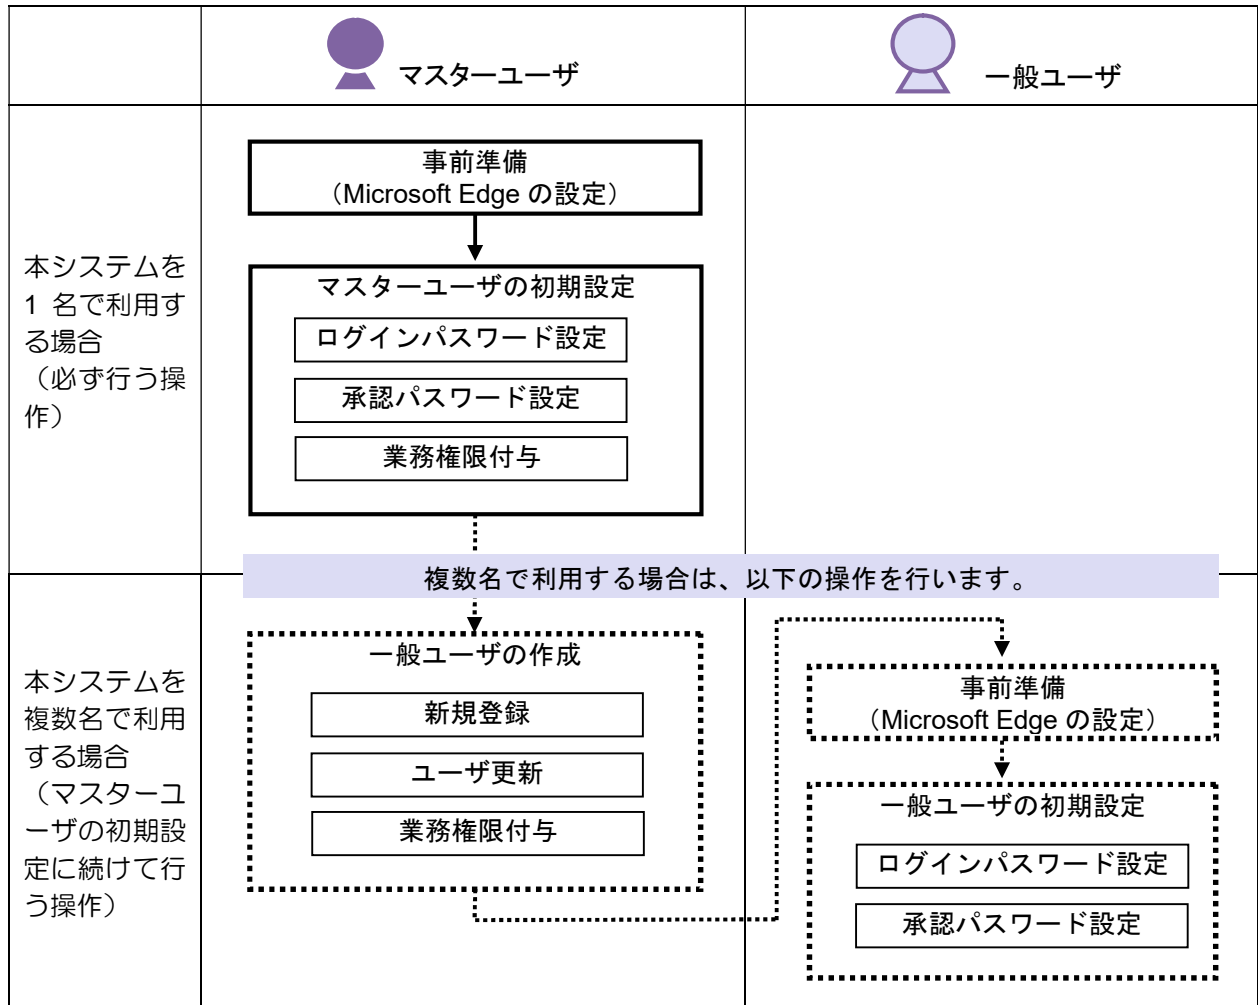 マスターユーザ
一般ユーザ
本システムを
1 名で利用す
る場合
（必ず行う操
作）
事前準備
（Microsoft Edge の設定）
マスターユーザの初期設定
ログインパスワード設定
承認パスワード設定
業務権限付与
複数名で利用する場合は、以下の操作を行います。
本システムを
複数名で利用
する場合
（マスターユ
ーザの初期設
定に続けて行
う操作）
一般ユーザの作成
新規登録
ユーザ更新
業務権限付与
事前準備
（Microsoft Edge の設定）
一般ユーザの初期設定
ログインパスワード設定
承認パスワード設定